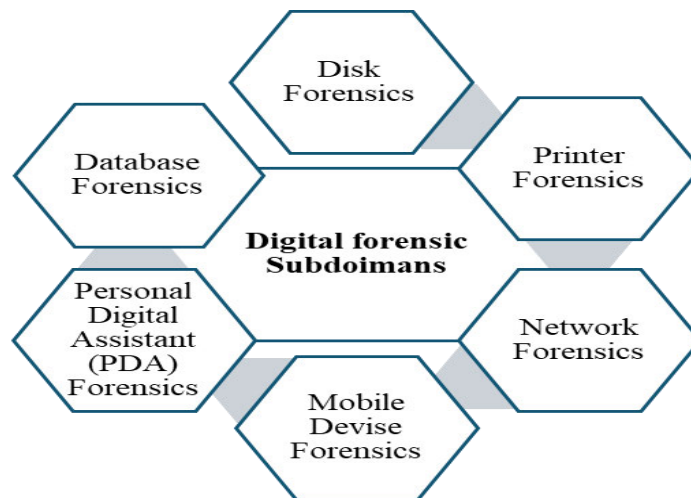 Disk
Forensics
Printer
Forensics
Network
Forensics
Mobile
Devise
Forensics
Personal
Digital
Assistant
(PDA)
Forensics
Database
Forensics
Digital forensic
Subdoimans